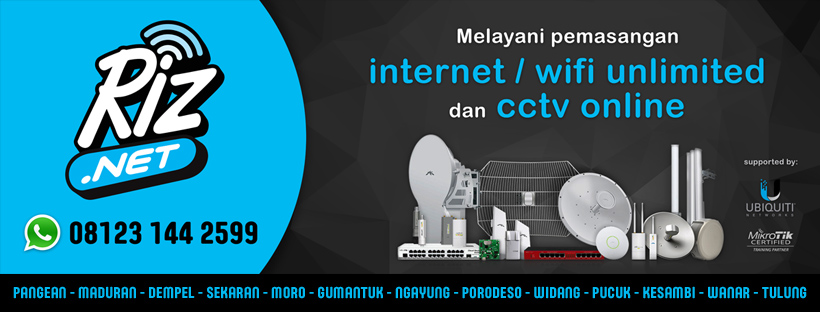 Riz
.NET
08123 144 2599
Melayani pemasangan
internet / wifi unlimited
dan cctv online
supported by:
UBIQUITI
NETWORKS
MikroTik
CERTIFIED
TRAINING PARTNER
PANGEAN - MADURAN - DEMPEL - SEKARAN - MORO - GUMANTUK - NGAYUNG - PORODESO - WIDANG - PUCUK - KESAMBI - WANAR - TULUNG